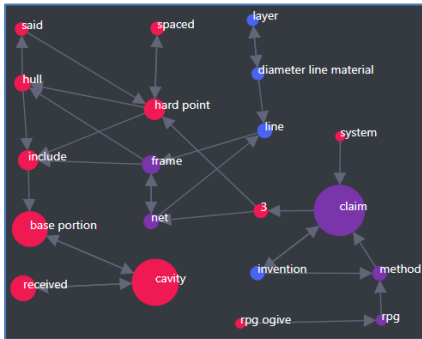 said
spaced
layer
hull
diameter line material
hard point
line
system
include
frame
3
claim
base portion
net
received
cavity
invention
method
rpg ogive
rpg